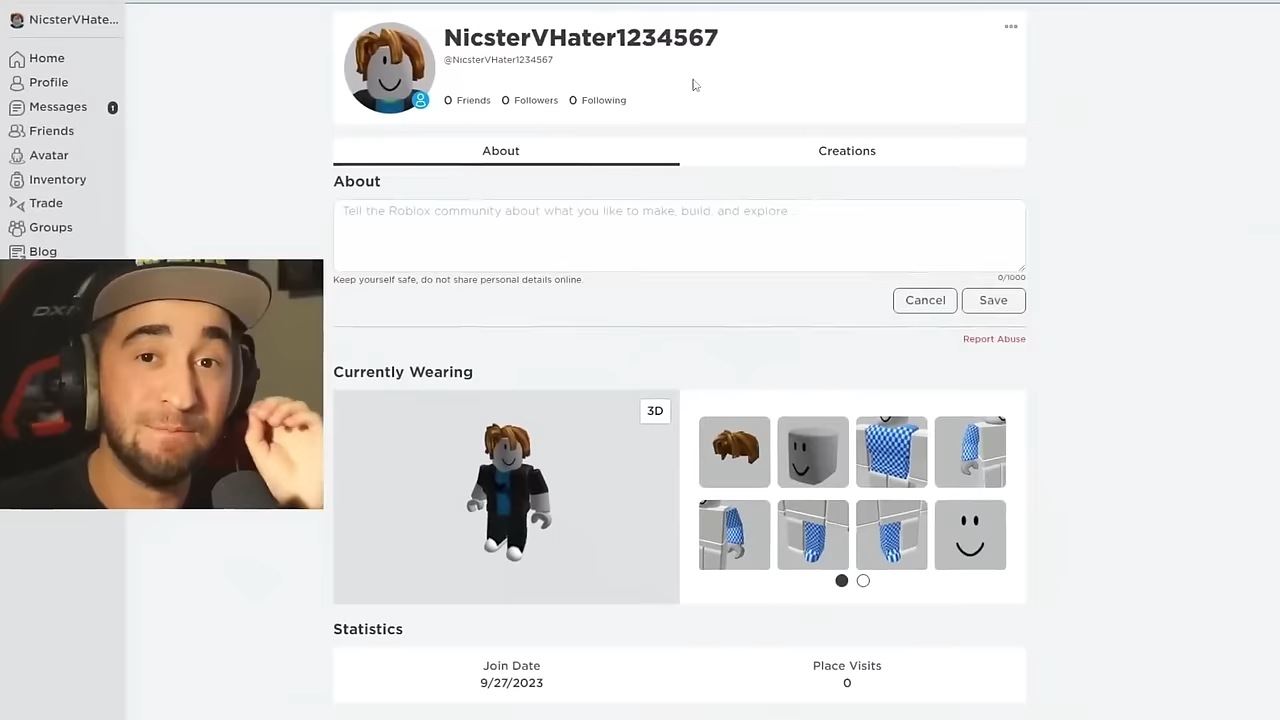 NicsterVHate...
Home
Profile
Messages
Friends
Avatar
Inventory
Trade
Groups
Blog
NicsterVHater1234567
@NicsterVHater1234567
0 Friends 0 Followers 0 Following
About Creations
About
Tell the Roblox community about what you like to make, build, and explore...
Keep yourself safe, do not share personal details online.
0/1000
Cancel Save
Report Abuse
Currently Wearing
3D
Statistics
Join Date Place Visits
9/27/2023 0